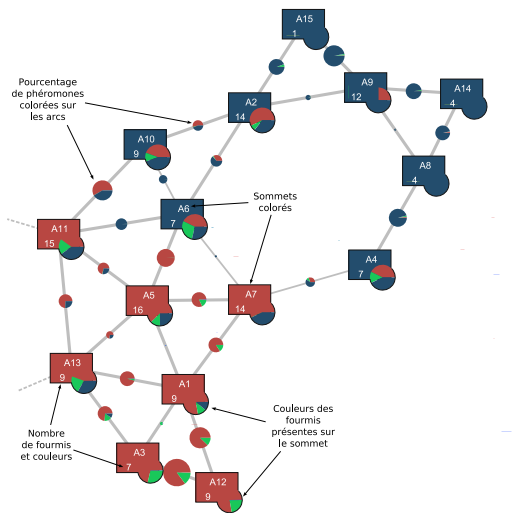 A15
1
Pourcentage
de phéromones
colorées sur
les arcs
A9
12
A14
4
A2
14
A10
9
A8
4
Sommets
colorés
A6
7
A11
15
A4
7
A5
16
A7
14
A13
9
A1
9
Couleurs des
fourmis
présentes sur
le sommet
Nombre
de fourmis
et couleurs
A3
7
A12
9